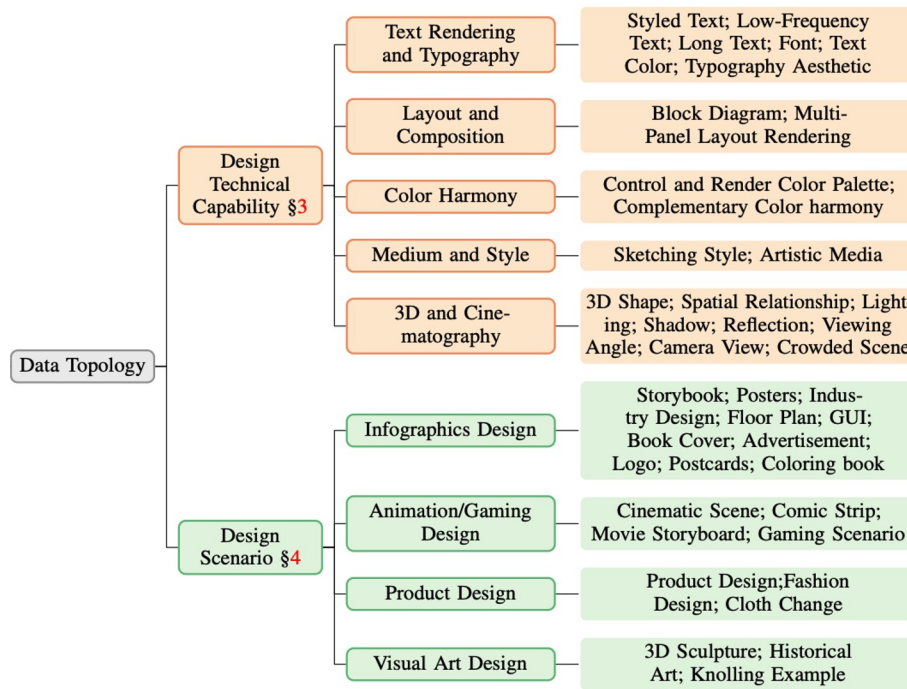 Data Topology
Design
Technical
Capability §3
Text Rendering
and Typography
Styled Text; Low-Frequency
Text; Long Text; Font; Text
Color; Typography Aesthetic
Layout and
Composition
Block Diagram; Multi-
Panel Layout Rendering
Color Harmony
Control and Render Color Palette;
Complementary Color harmony
Medium and Style
Sketching Style; Artistic Media
3D and Cine-
matography
3D Shape; Spatial Relationship; Light-
ing; Shadow; Reflection; Viewing
Angle; Camera View; Crowded Scene
Design
Scenario §4
Infographics Design
Storybook; Posters; Indus-
try Design; Floor Plan; GUI;
Book Cover; Advertisement;
Logo; Postcards; Coloring book
Animation/Gaming
Design
Cinematic Scene; Comic Strip;
Movie Storyboard; Gaming Scenario
Product Design
Product Design;Fashion
Design; Cloth Change
Visual Art Design
3D Sculpture; Historical
Art; Knolling Example